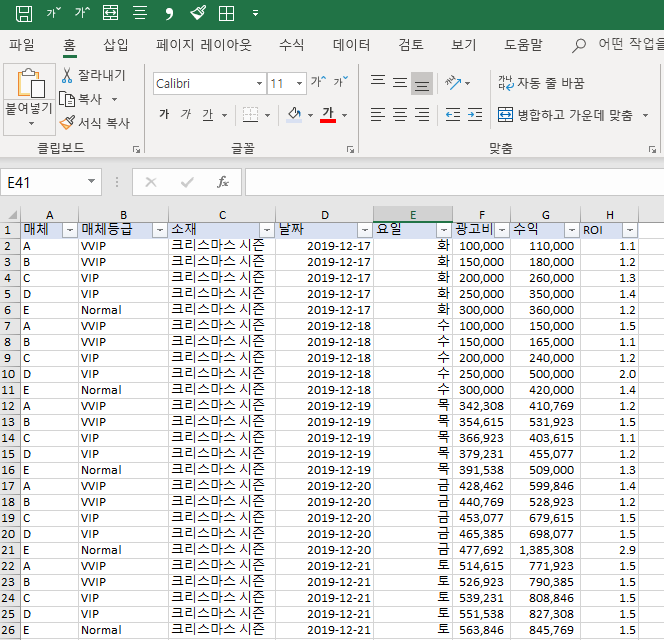 파일 홈 삽입 페이지 레이아웃 수식 데이터 검토 보기 도움말 어떤 작업을
붙여넣기
잘라내기
복사
서식 복사
클립보드
Calibri 11 가 가
가 가 가 가
글꼴
가나다 자동 줄 바꿈
병합하고 가운데 맞춤
맞춤
E41 fx
A B C D E F G H
1 매체 매체등급 소재 날짜 요일 광고비 수익 ROI
2 A VVIP 크리스마스 시즌 2019-12-17 화 100,000 110,000 1.1
3 B VVIP 크리스마스 시즌 2019-12-17 화 150,000 180,000 1.2
4 C VIP 크리스마스 시즌 2019-12-17 화 200,000 260,000 1.3
5 D VIP 크리스마스 시즌 2019-12-17 화 250,000 350,000 1.4
6 E Normal 크리스마스 시즌 2019-12-17 화 300,000 360,000 1.2
7 A VVIP 크리스마스 시즌 2019-12-18 수 100,000 150,000 1.5
8 B VVIP 크리스마스 시즌 2019-12-18 수 150,000 165,000 1.1
9 C VIP 크리스마스 시즌 2019-12-18 수 200,000 240,000 1.2
10 D VIP 크리스마스 시즌 2019-12-18 수 250,000 500,000 2.0
11 E Normal 크리스마스 시즌 2019-12-18 수 300,000 420,000 1.4
12 A VVIP 크리스마스 시즌 2019-12-19 목 342,308 410,769 1.2
13 B VVIP 크리스마스 시즌 2019-12-19 목 354,615 531,923 1.5
14 C VIP 크리스마스 시즌 2019-12-19 목 366,923 403,615 1.1
15 D VIP 크리스마스 시즌 2019-12-19 목 379,231 455,077 1.2
16 E Normal 크리스마스 시즌 2019-12-19 목 391,538 509,000 1.3
17 A VVIP 크리스마스 시즌 2019-12-20 금 428,462 599,846 1.4
18 B VVIP 크리스마스 시즌 2019-12-20 금 440,769 528,923 1.2
19 C VIP 크리스마스 시즌 2019-12-20 금 453,077 679,615 1.5
20 D VIP 크리스마스 시즌 2019-12-20 금 465,385 698,077 1.5
21 E Normal 크리스마스 시즌 2019-12-20 금 477,692 1,385,308 2.9
22 A VVIP 크리스마스 시즌 2019-12-21 토 514,615 771,923 1.5
23 B VVIP 크리스마스 시즌 2019-12-21 토 526,923 790,385 1.5
24 C VIP 크리스마스 시즌 2019-12-21 토 539,231 808,846 1.5
25 D VIP 크리스마스 시즌 2019-12-21 토 551,538 827,308 1.5
26 E Normal 크리스마스 시즌 2019-12-21 토 563,846 845,769 1.5